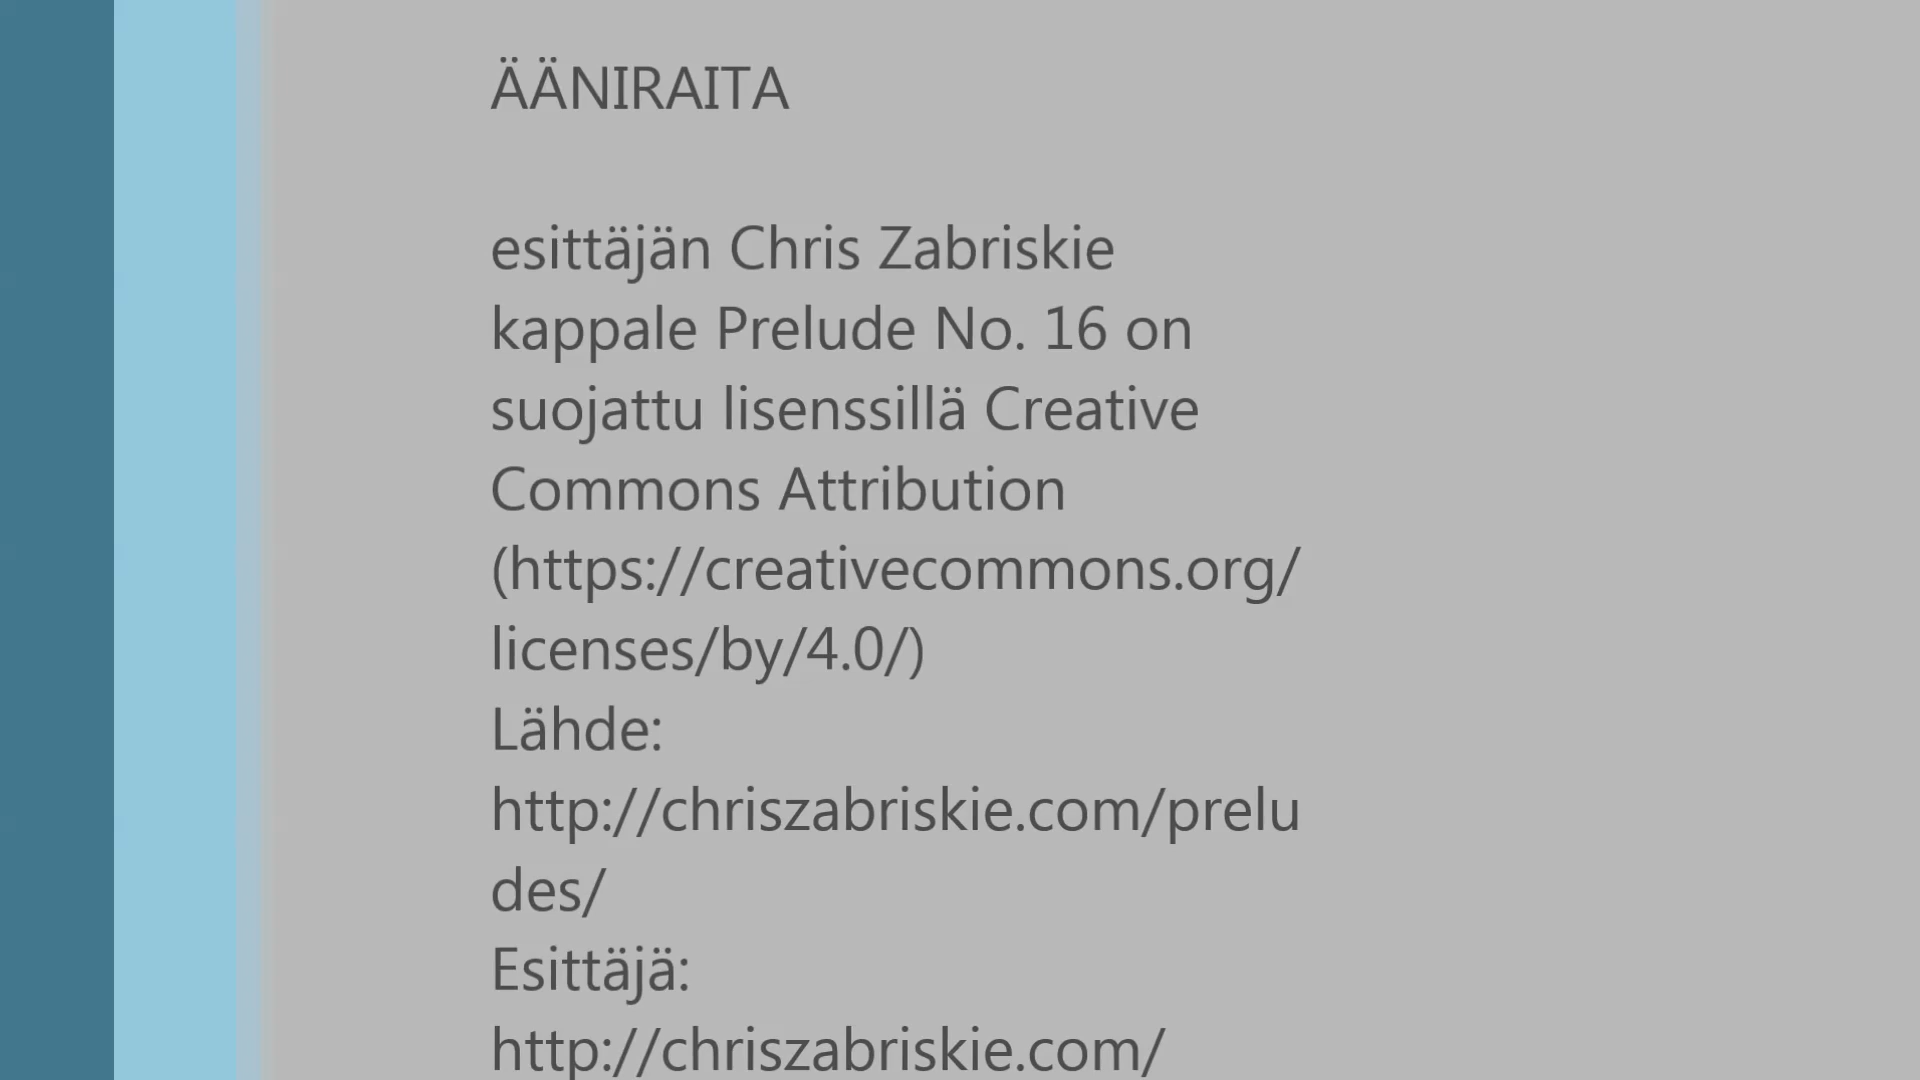 ÄÄNIRAITA
esittäjän Chris Zabriskie
kappale Prelude No. 16 on
suojattu lisenssillä Creative
Commons Attribution
(https://creativecommons.org/
licenses/by/4.0/)
Lähde:
http://chriszabriskie.com/prelu
des/
Esittäjä:
http://chriszabriskie.com/